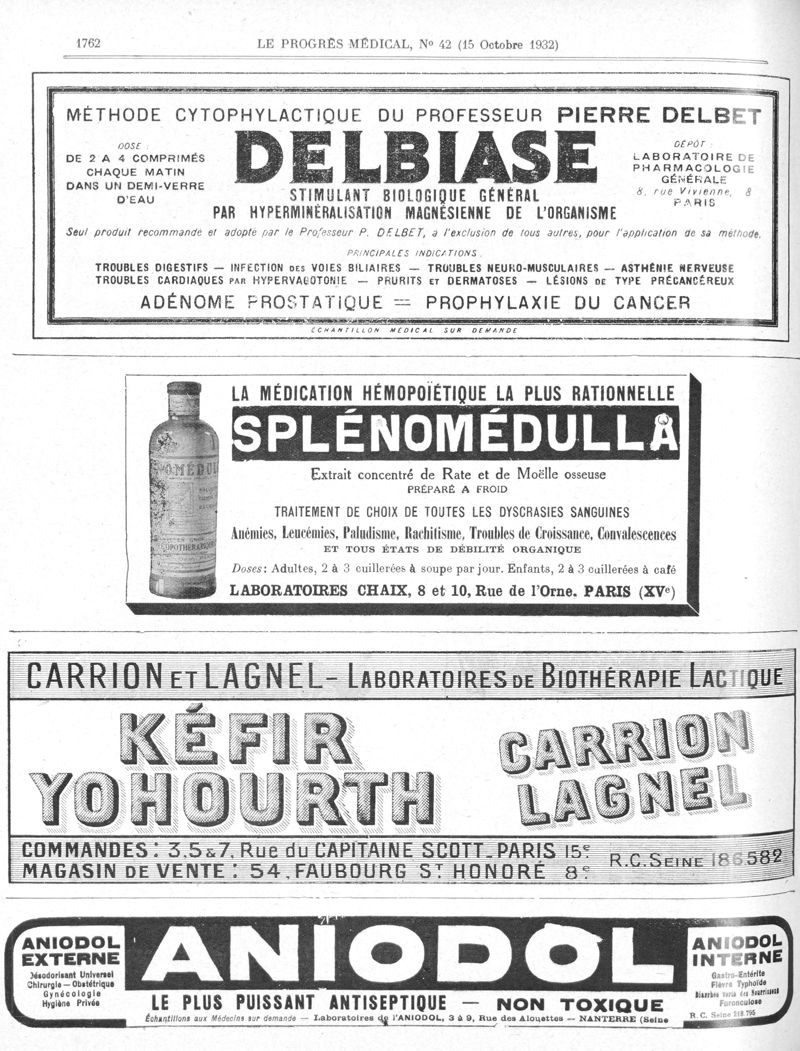 1762
LE PROGRÈS MÉDICAL, N° 42 (15 Octobre 1932)
MÉTHODE CYTOPHYLACTIQUE DU PROFESSEUR PIERRE DELBET
DOSE :
DE 2 A 4 COMPRIMÉS
CHAQUE MATIN
DANS UN DEMI-VERRE
D'EAU
DELBIASE
DÉPÔT :
LABORATOIRE DE
PHARMACOLOGIE
GÉNÉRALE
8, rue Vivienne, 8
PARIS
STIMULANT BIOLOGIQUE GÉNÉRAL
PAR HYPERMINÉRALISATION MAGNÉSIENNE DE L'ORGANISME
Seul produit recommandé et adopté par le Professeur P. DELBET, à l'exclusion de tous autres, pour l'application de sa méthode.
PRINCIPALES INDICATIONS :
TROUBLES DIGESTIFS — INFECTION DES VOIES BILIAIRES — TROUBLES NEURO-MUSCULAIRES — ASTHÉNIE NERVEUSE
TROUBLES CARDIAQUES PAR HYPERVAGOTONIE — PRURITS ET DERMATOSES — LÉSIONS DE TYPE PRÉCANCÉREUX
ADÉNOME PROSTATIQUE = PROPHYLAXIE DU CANCER
ÉCHANTILLON MÉDICAL SUR DEMANDE
LA MÉDICATION HÉMOPOÏÉTIQUE LA PLUS RATIONNELLE
SPLÉNOMÉDULLA
Extrait concentré de Rate et de Moëlle osseuse
PRÉPARÉ A FROID
TRAITEMENT DE CHOIX DE TOUTES LES DYSCRASIES SANGUINES
Anémies, Leucémies, Paludisme, Rachitisme, Troubles de Croissance, Convalescences
ET TOUS ÉTATS DE DÉBILITÉ ORGANIQUE
Doses : Adultes, 2 à 3 cuillerées à soupe par jour. Enfants, 2 à 3 cuillerées à café
LABORATOIRES CHAIX, 8 et 10, Rue de l'Orne. PARIS (XVe)
CARRION ET LAGNEL - LABORATOIRES DE BIOTHÉRAPIE LACTIQUE
KÉFIR
YOHOURTH
CARRION
LAGNEL
COMMANDES : 3,5 & 7, Rue du CAPITAINE SCOTT_PARIS 15e
MAGASIN DE VENTE : 54, FAUBOURG ST HONORÉ 8e
R.C. SEINE 186.582
ANIODOL
EXTERNE
Désodorisant Universel
Chirurgie — Obstétrique
Gynécologie
Hygiène Privée
ANIODOL
ANIODOL
INTERNE
Gastro-Entérite
Fièvre Typhoïde
Diarrhée verte des Nourrissons
Furonculose
R. C. Seine 218.795
LE PLUS PUISSANT ANTISEPTIQUE — NON TOXIQUE
Échantillons aux Médecins sur demande — Laboratoires de l'ANIODOL, 3 à 9, Rue des Alouettes — NANTERRE (Seine